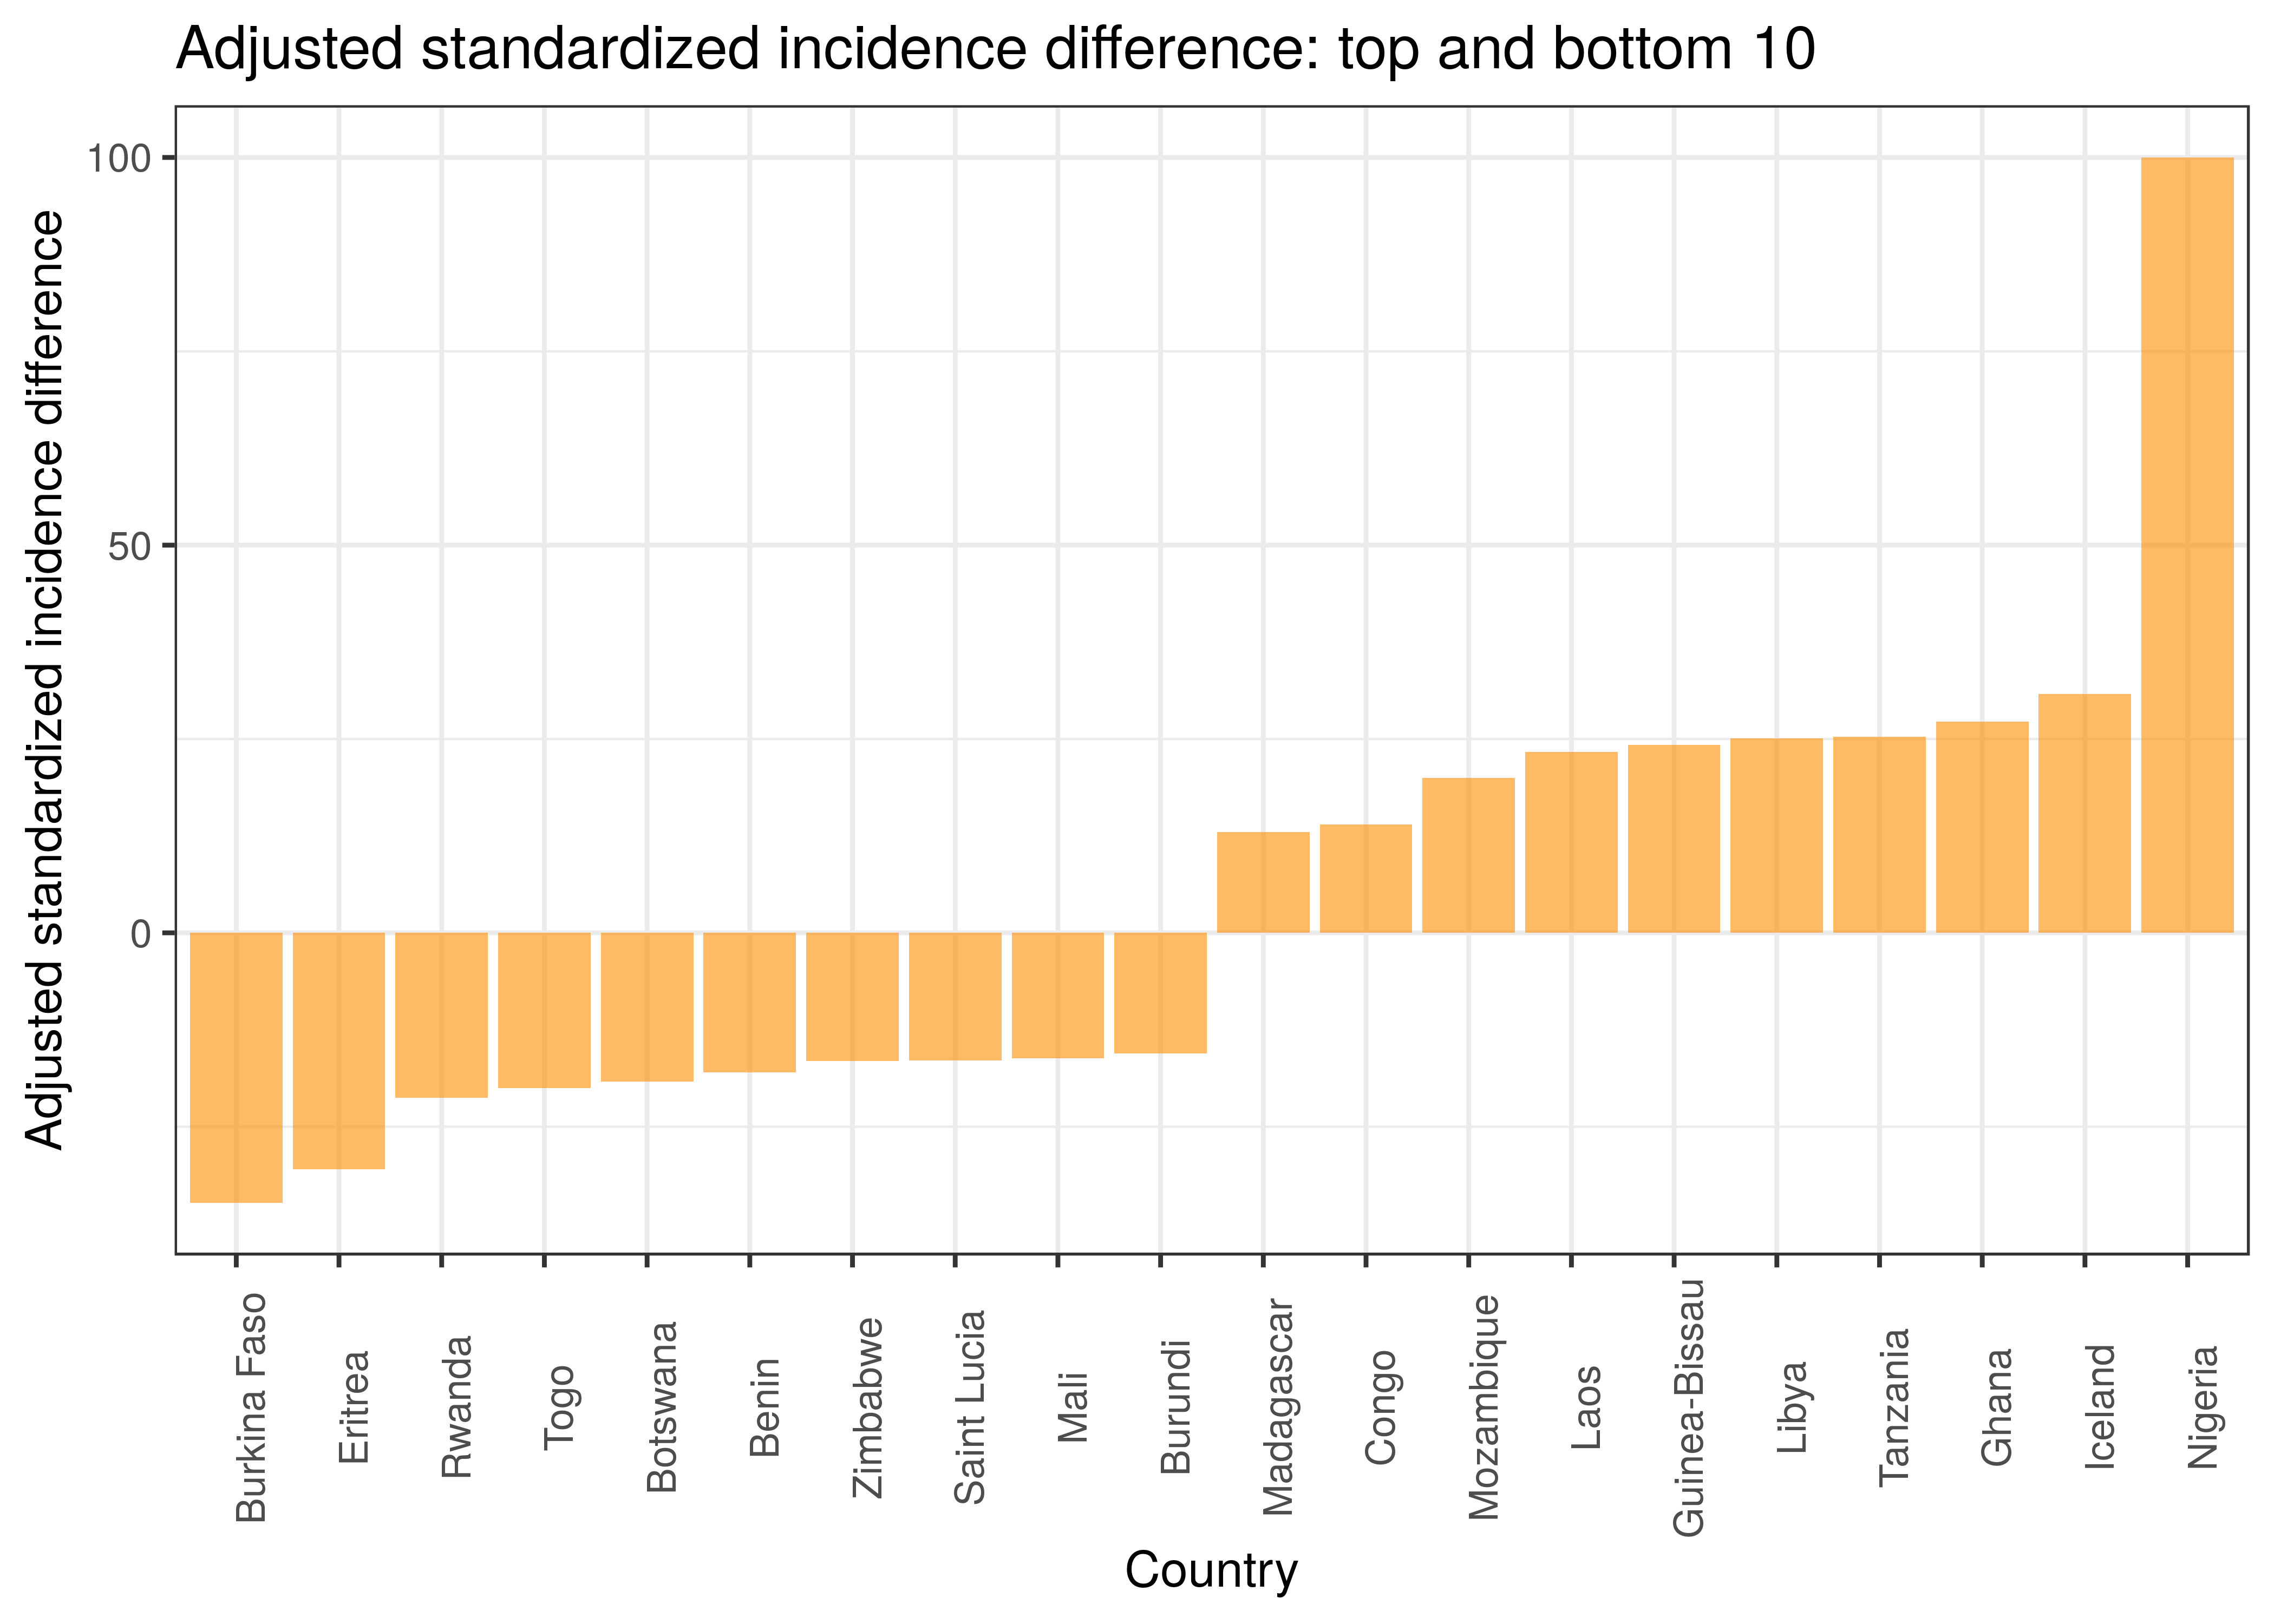 Adjusted standardized incidence difference: top and bottom 10
Adjusted standardized incidence difference
100
50
0
Burkina Faso
Eritrea
Rwanda
Togo
Botswana
Benin
Zimbabwe
Saint Lucia
Mali
Burundi
Madagascar
Congo
Mozambique
Laos
Guinea-Bissau
Libya
Tanzania
Ghana
Iceland
Nigeria
Country